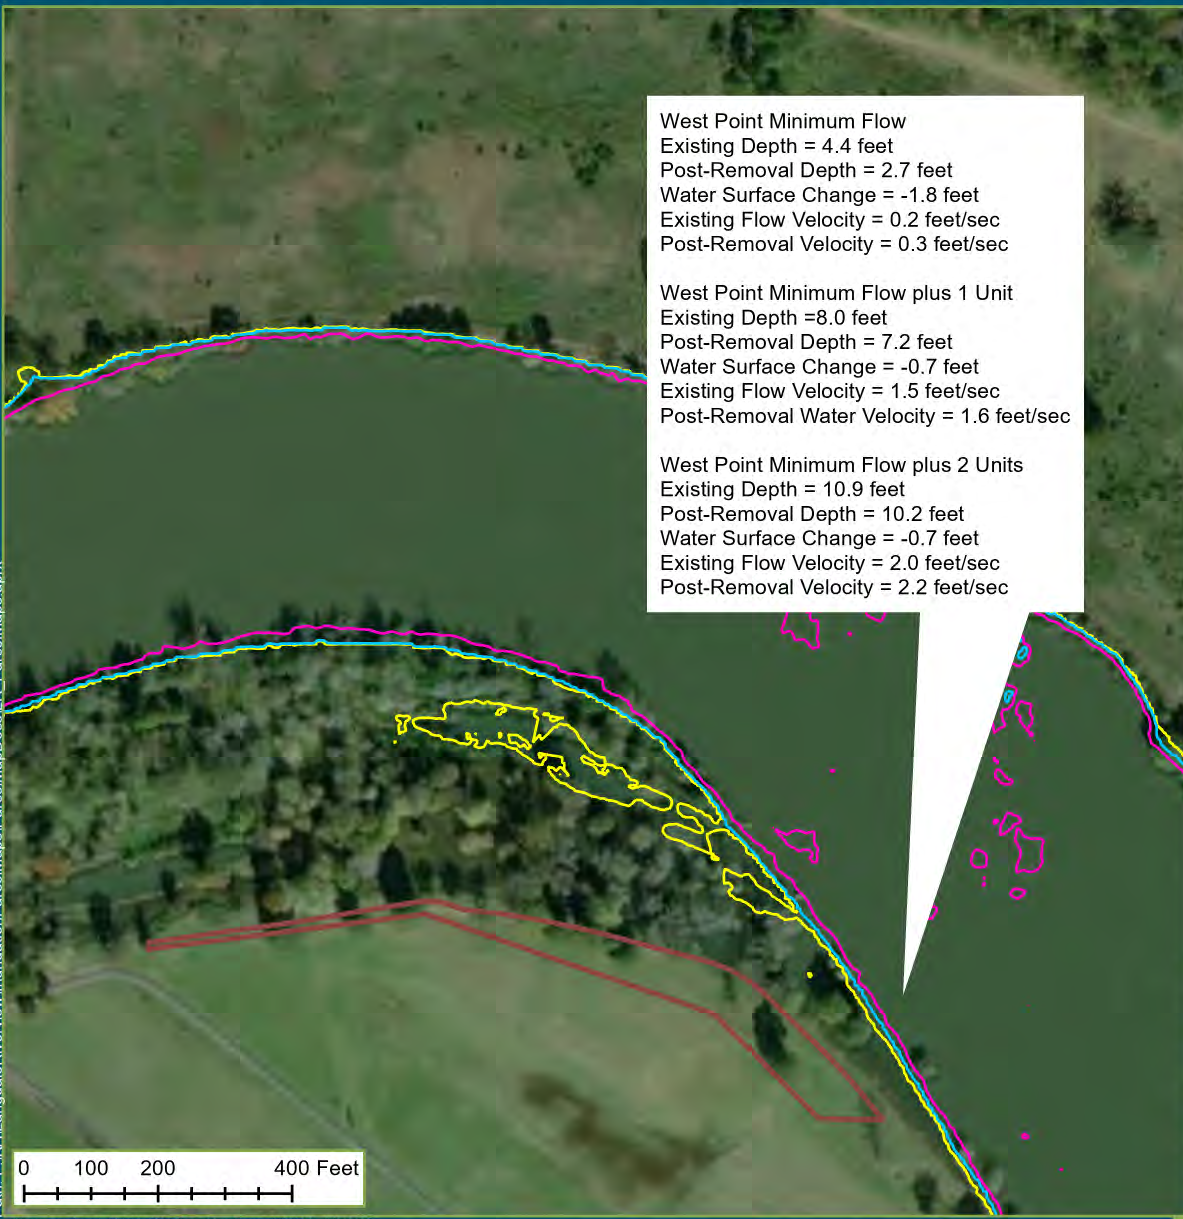 West Point Minimum Flow
Existing Depth = 4.4 feet
Post-Removal Depth = 2.7 feet
Water Surface Change = -1.8 feet
Existing Flow Velocity = 0.2 feet/sec
Post-Removal Velocity = 0.3 feet/sec
West Point Minimum Flow plus 1 Unit
Existing Depth =8.0 feet
Post-Removal Depth = 7.2 feet
Water Surface Change = -0.7 feet
Existing Flow Velocity = 1.5 feet/sec
Post-Removal Water Velocity = 1.6 feet/sec
West Point Minimum Flow plus 2 Units
Existing Depth = 10.9 feet
Post-Removal Depth = 10.2 feet
Water Surface Change = -0.7 feet
Existing Flow Velocity = 2.0 feet/sec
Post-Removal Velocity = 2.2 feet/sec
0 100 200 400 Feet